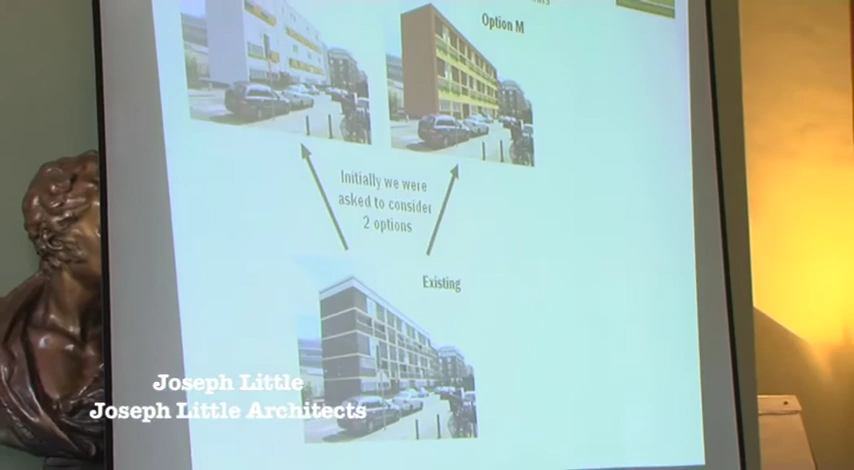 Option M
Initially we were
asked to consider
2 options
Existing
Joseph Little
Joseph Little Architects